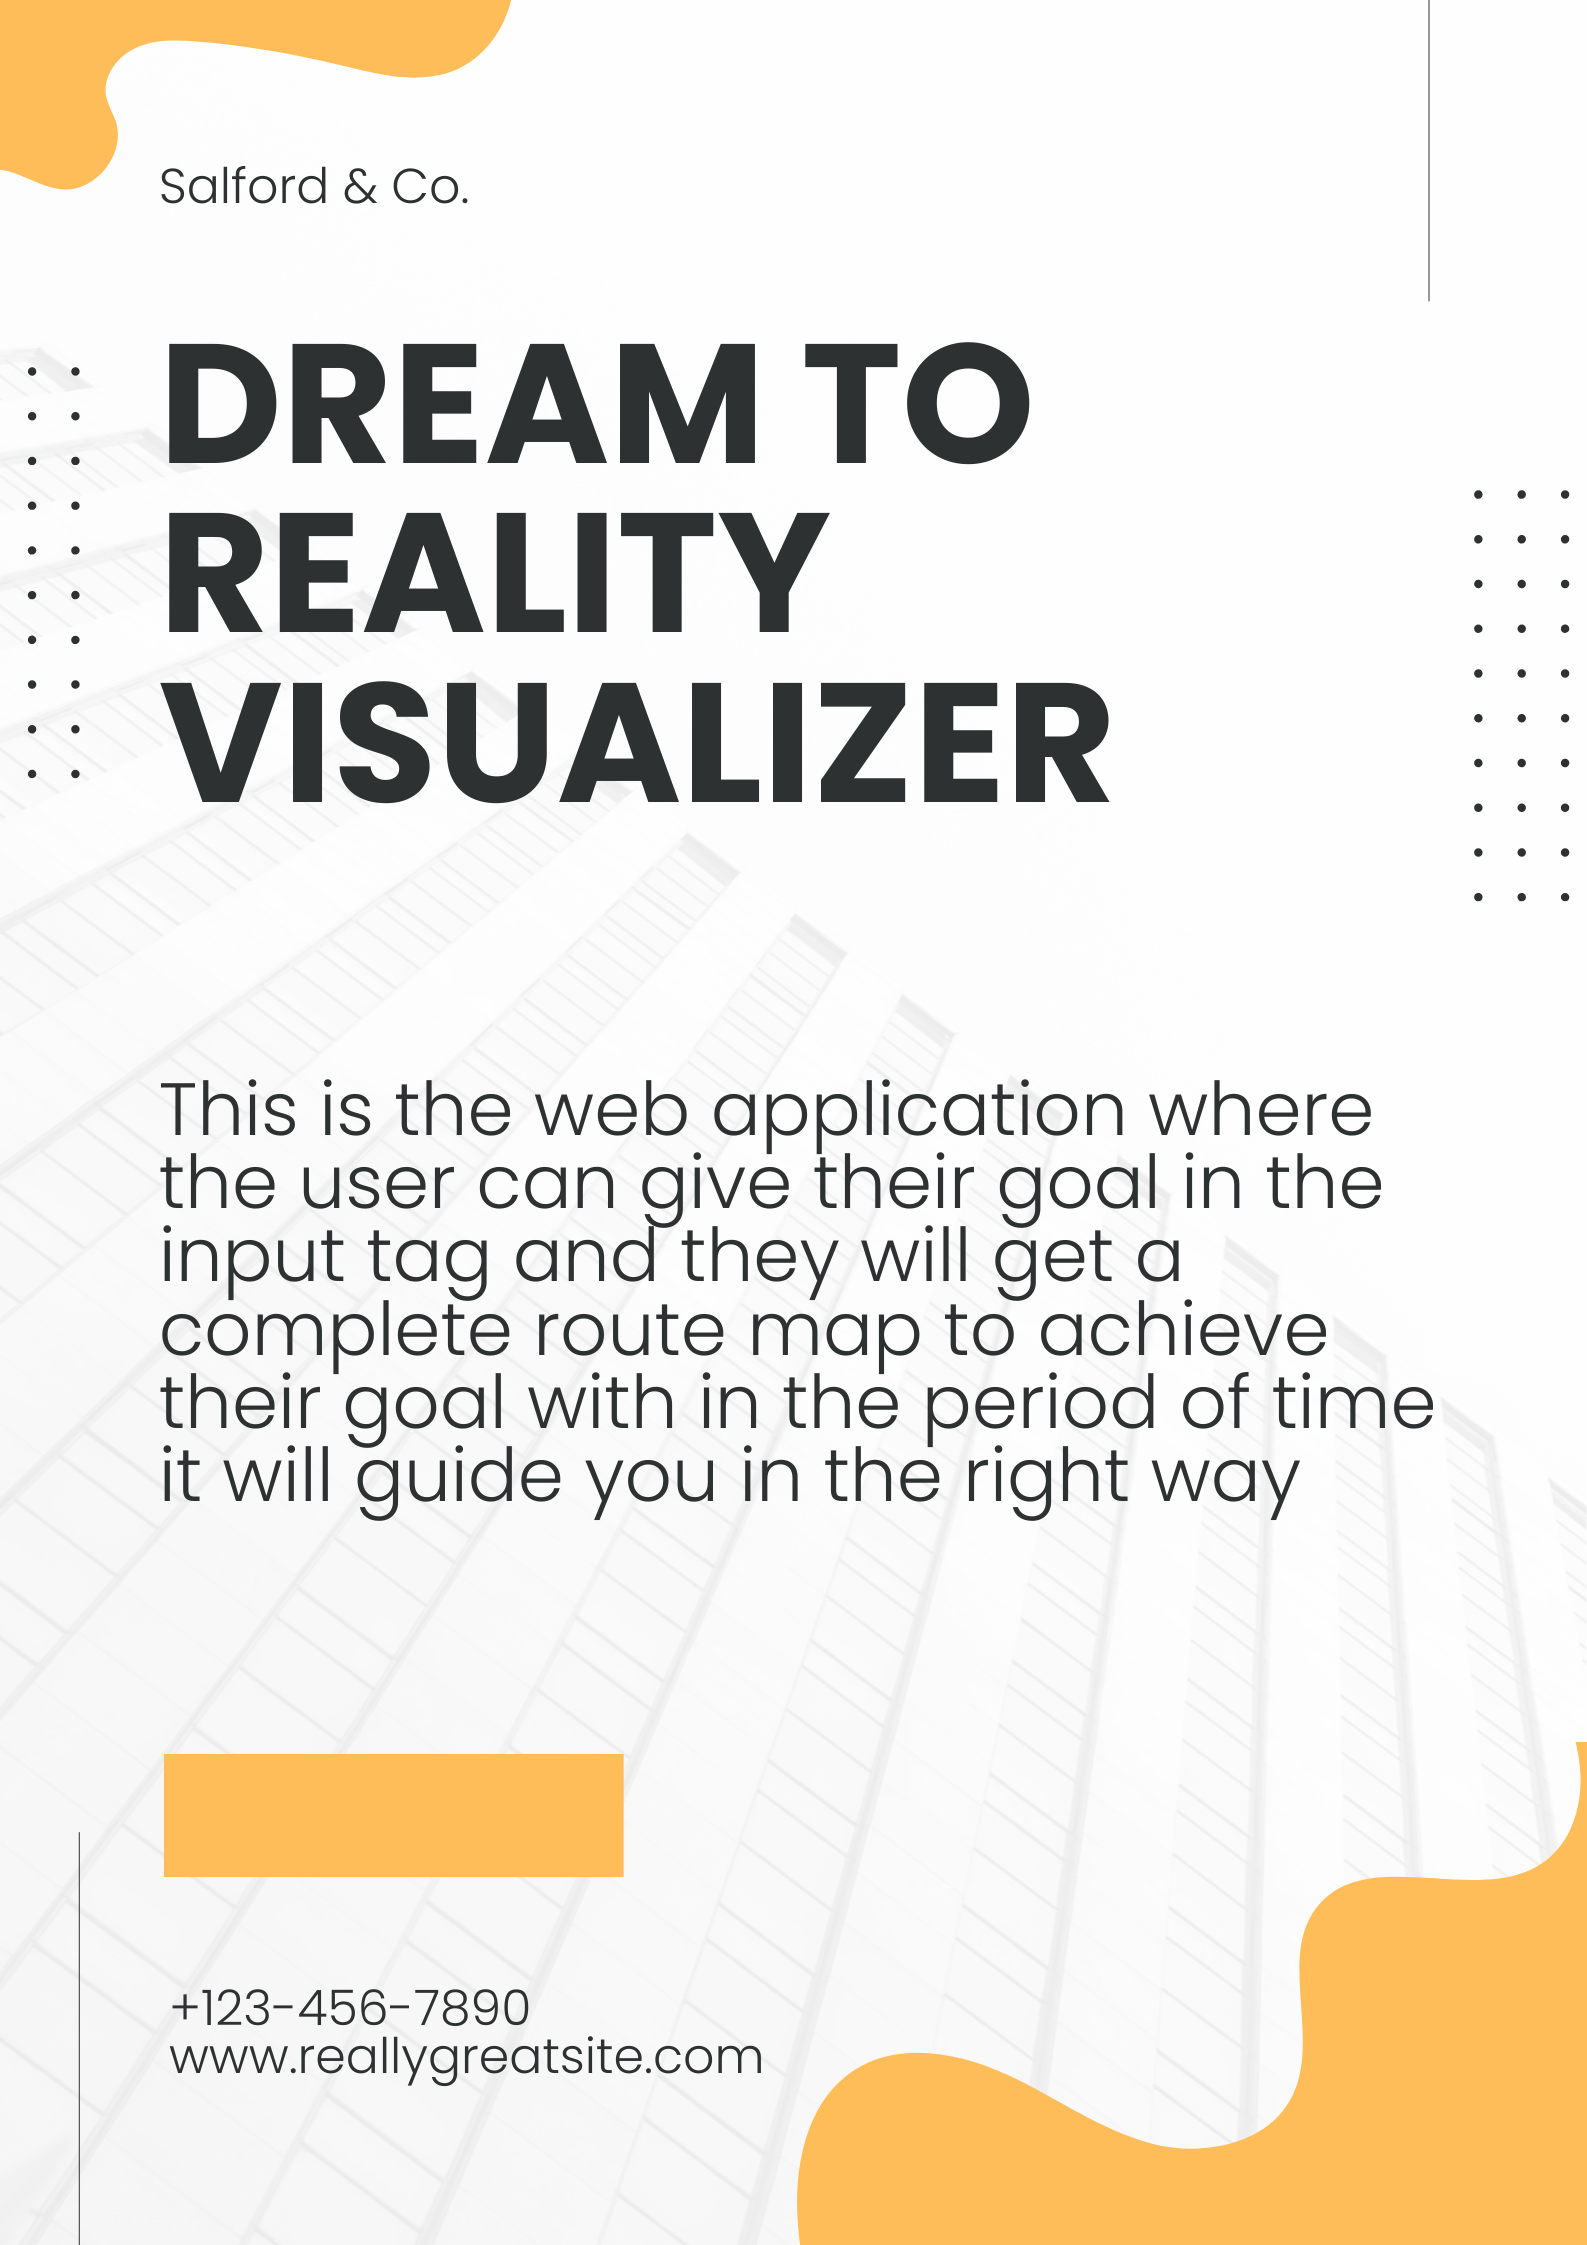 Salford & Co.
DREAM TO
REALITY
VISUALIZER
This is the web application where
the user can give their goal in the
input tag and they will get a
complete route map to achieve
their goal with in the period of time
it will guide you in the right way
+123-456-7890
www.reallygreatsite.com